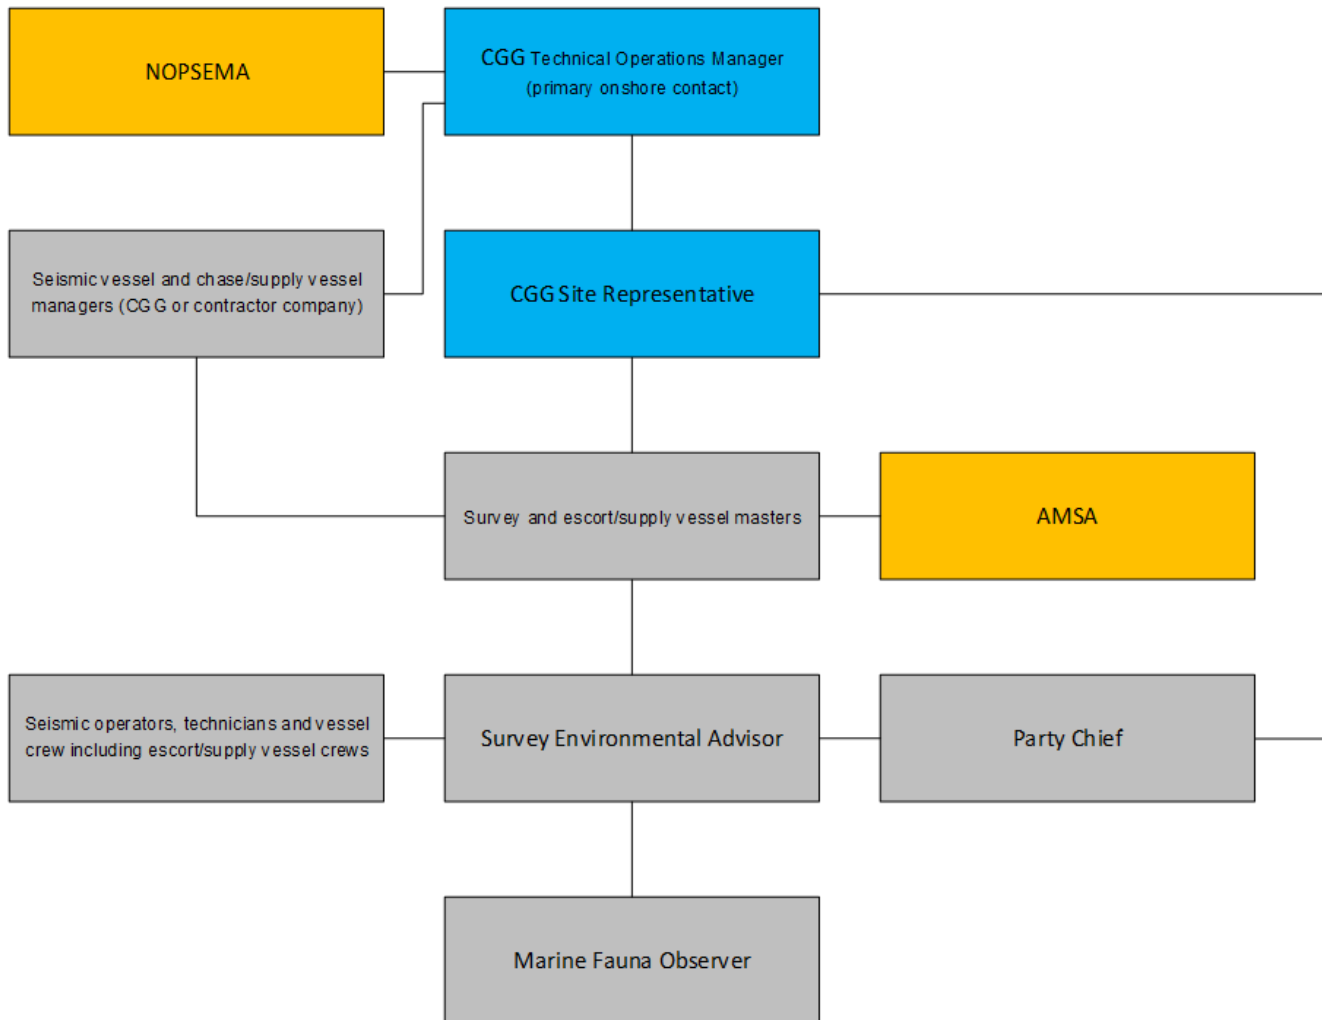 NOPSEMA
CGG Technical Operations Manager
(primary onshore contact)
Seismic vessel and chase/supply vessel
managers (CGG or contractor company)
CGG Site Representative
Survey and escort/supply vessel masters
AMSA
Seismic operators, technicians and vessel
crew including escort/supply vessel crews
Survey Environmental Advisor
Party Chief
Marine Fauna Observer